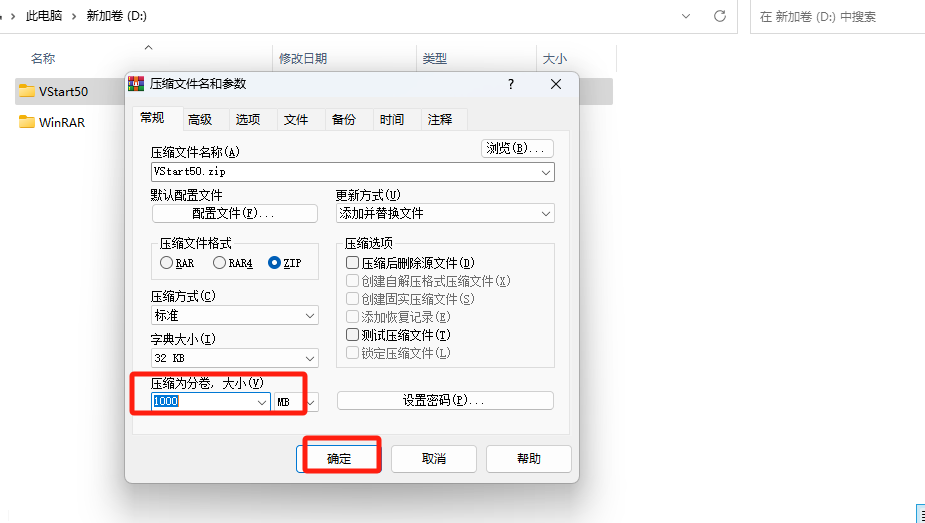 此电脑 › 新加卷 (D:)
在 新加卷 (D:) 中搜索
名称 修改日期 类型 大小
VStart50
WinRAR
压缩文件名和参数 ?
常规 高级 选项 文件 备份 时间 注释
压缩文件名称(A)
浏览(B)...
VStart50.zip
默认配置文件
配置文件(F)...
更新方式(U)
添加并替换文件
压缩文件格式
RAR RAR4 ZIP
压缩方式(C)
标准
字典大小(I)
32 KB
压缩为分卷, 大小(V)
1000 MB
压缩选项
压缩后删除源文件(D)
创建自解压格式压缩文件(X)
创建固实压缩文件(S)
添加恢复记录(E)
测试压缩文件(T)
锁定压缩文件(L)
设置密码(P)...
确定 取消 帮助